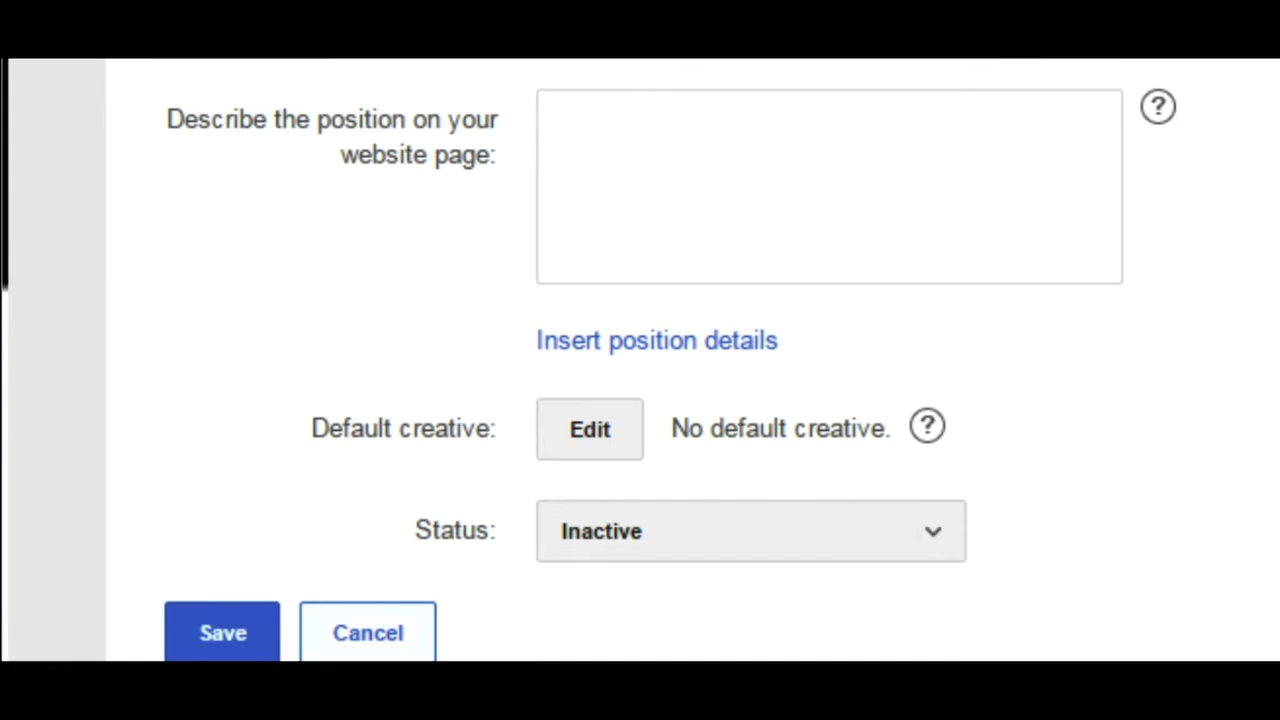 Describe the position on your
website page:
?
Insert position details
Default creative: Edit No default creative. ?
Status: Inactive
Save Cancel